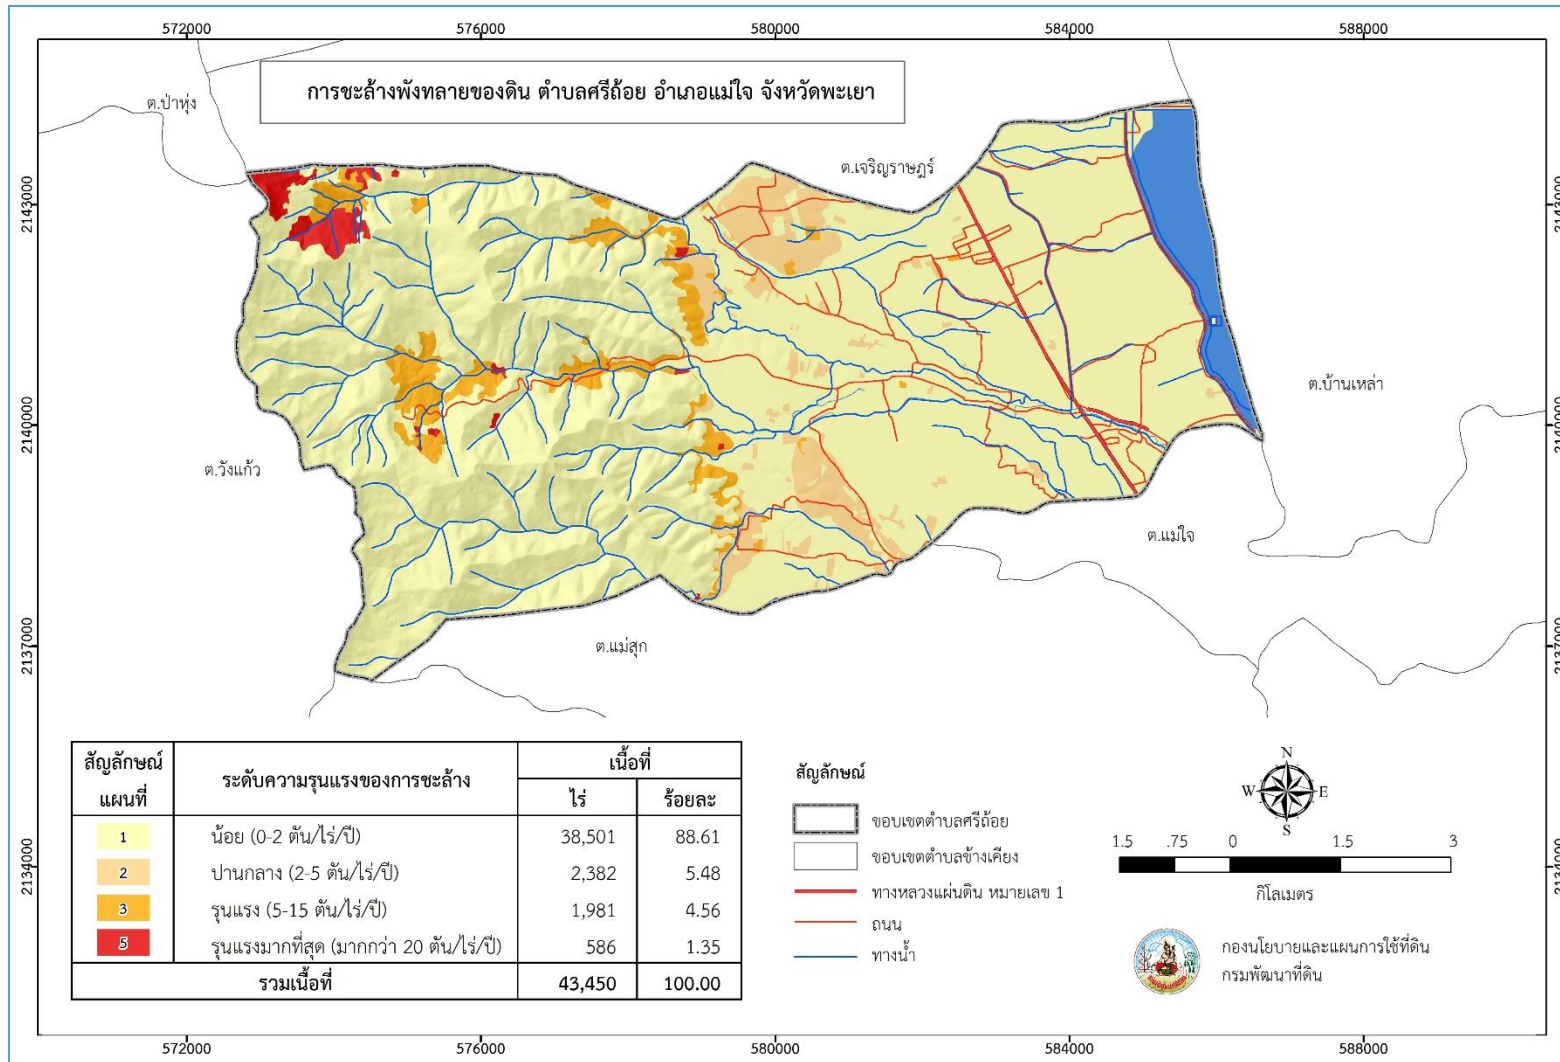 572000 576000 580000 584000 588000
การชะล้างพังทลายของดิน ตำบลศรีถ้อย อำเภอแม่ใจ จังหวัดพะเยา
ต.ป่าหุ่ง
ต.เจริญราษฎร์
2143000 2143000
ต.บ้านเหล่า
2140000 2140000
ต.วังแก้ว
ต.แม่ใจ
ต.แม่สุก
2137000 2137000
สัญลักษณ์แผนที่ ระดับความรุนแรงของการชะล้าง เนื้อที่
ไร่ ร้อยละ
1 น้อย (0-2 ตัน/ไร่/ปี) 38,501 88.61
2 ปานกลาง (2-5 ตัน/ไร่/ปี) 2,382 5.48
3 รุนแรง (5-15 ตัน/ไร่/ปี) 1,981 4.56
5 รุนแรงมากที่สุด (มากกว่า 20 ตัน/ไร่/ปี) 586 1.35
รวมเนื้อที่ 43,450 100.00
สัญลักษณ์
ขอบเขตตำบลศรีถ้อย
ขอบเขตตำบลข้างเคียง
ทางหลวงแผ่นดิน หมายเลข 1
ถนน
ทางน้ำ
N
W E
S
1.5 .75 0 1.5 3
กิโลเมตร
2134000 2134000
กองนโยบายและแผนการใช้ที่ดิน
กรมพัฒนาที่ดิน
572000 576000 580000 584000 588000